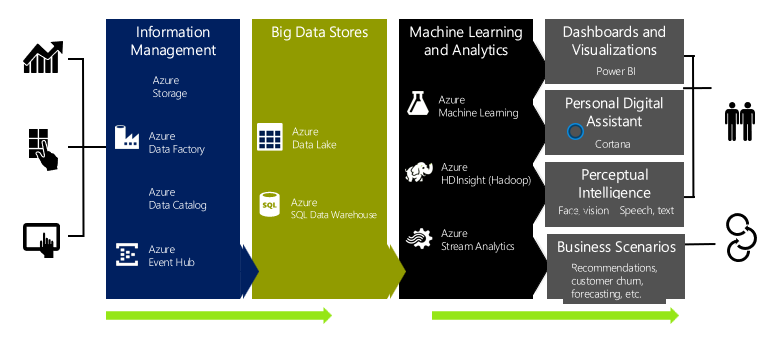 Information
Management
Azure
Storage
Azure
Data Factory
Azure
Data Catalog
Azure
Event Hub
Big Data Stores
Azure
Data Lake
SQL
Azure
SQL Data Warehouse
Machine Learning
and Analytics
Azure
Machine Learning
Azure
HDInsight (Hadoop)
Azure
Stream Analytics
Dashboards and
Visualizations
Power BI
Personal Digital
Assistant
Cortana
Perceptual
Intelligence
Face, vision Speech, text
Business Scenarios
Recommendations,
customer churn,
forecasting, etc.